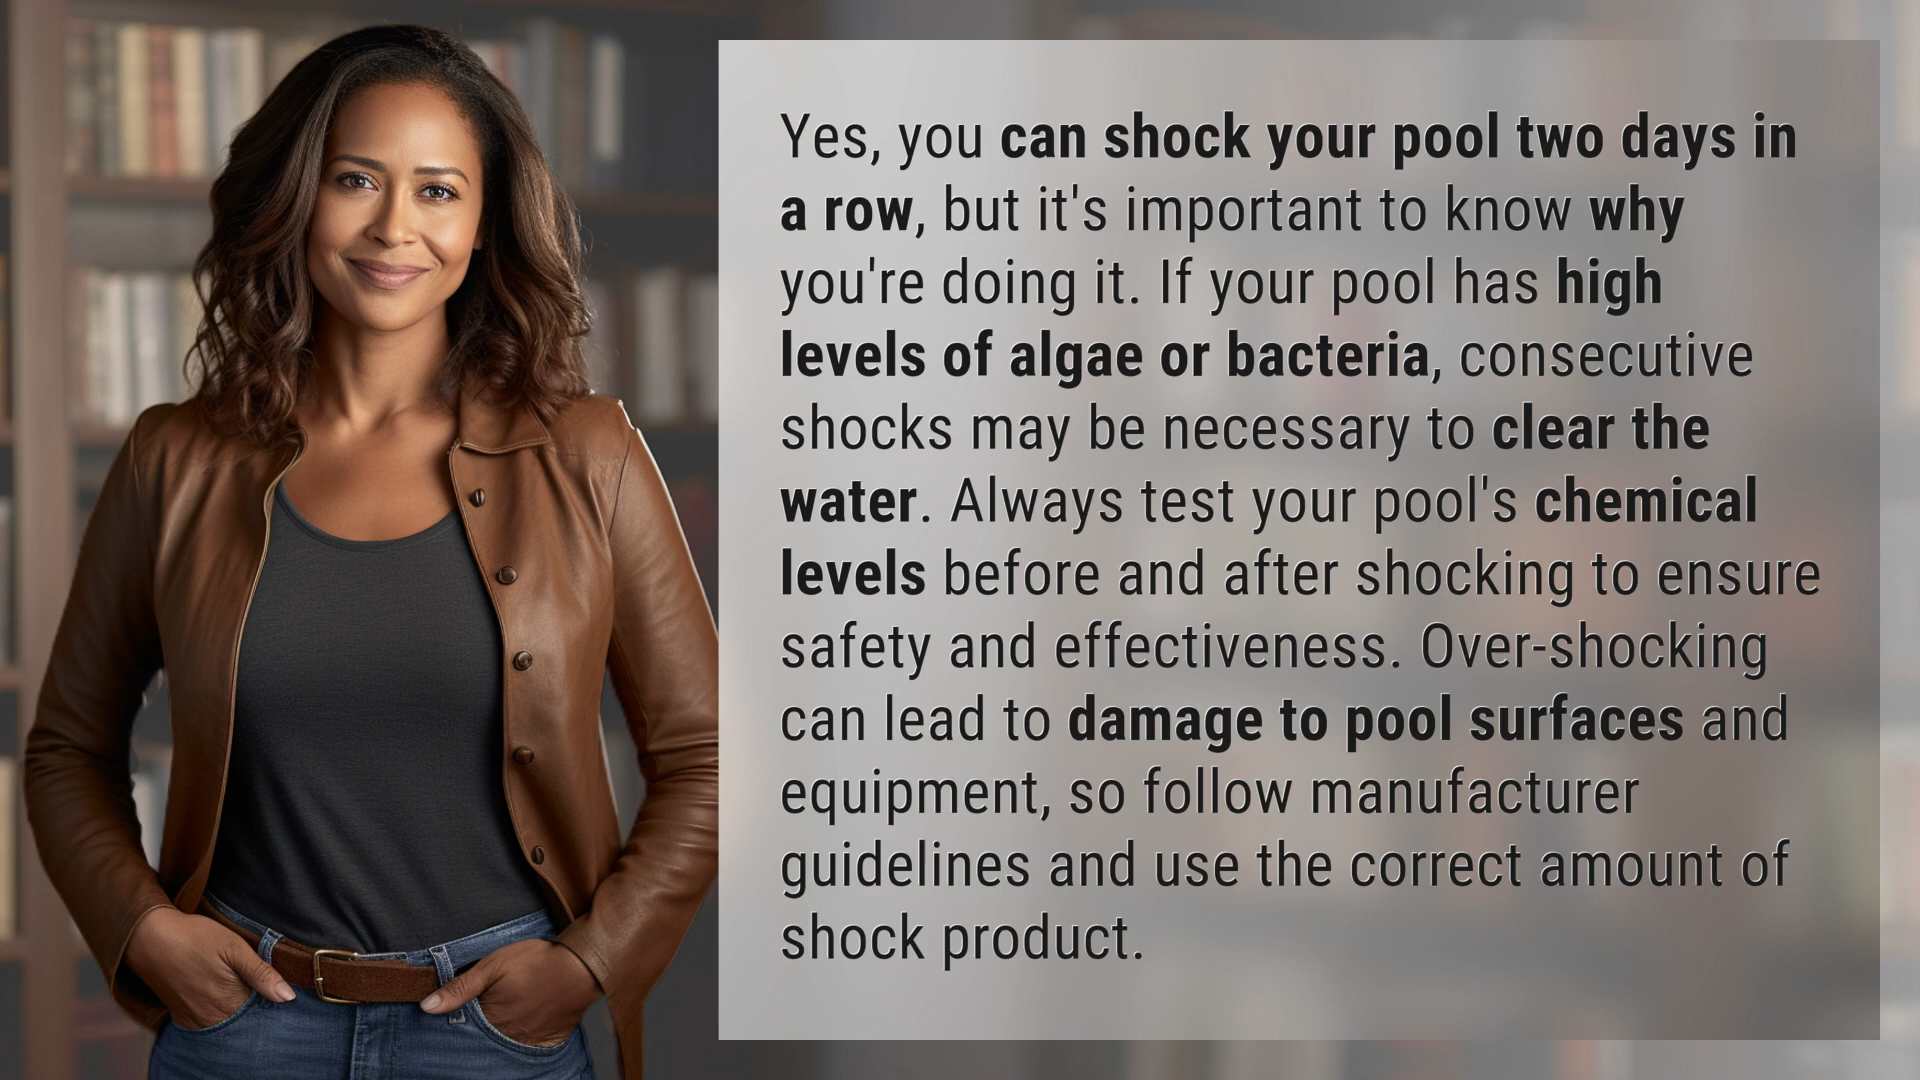 Yes, you can shock your pool two days in
a row, but it's important to know why
you're doing it. If your pool has high
levels of algae or bacteria, consecutive
shocks may be necessary to clear the
water. Always test your pool's chemical
levels before and after shocking to ensure
safety and effectiveness. Over-shocking
can lead to damage to pool surfaces and
equipment, so follow manufacturer
guidelines and use the correct amount of
shock product.